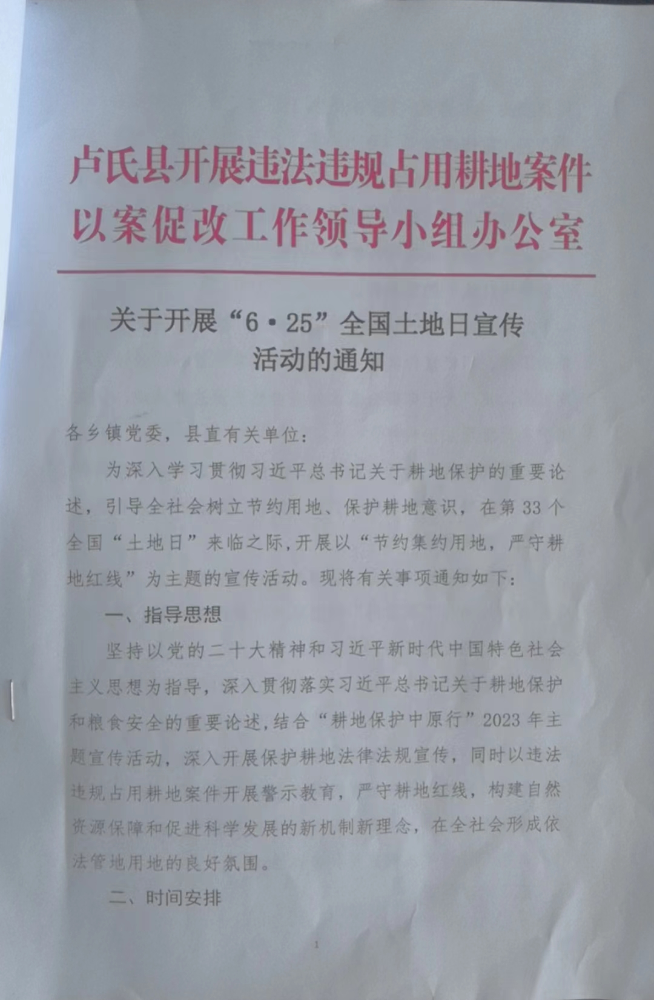 卢氏县开展违法违规占用耕地案件
以案促改工作领导小组办公室
关于开展“6·25”全国土地日宣传
活动的通知
各乡镇党委，县直有关单位：
为深入学习贯彻习近平总书记关于耕地保护的重要论
述，引导全社会树立节约用地、保护耕地意识，在第 33 个
全国“土地日”来临之际,开展以“节约集约用地，严守耕
地红线”为主题的宣传活动。现将有关事项通知如下：
一、指导思想
坚持以党的二十大精神和习近平新时代中国特色社会
主义思想为指导，深入贯彻落实习近平总书记关于耕地保护
和粮食安全的重要论述,结合“耕地保护中原行”2023 年主
题宣传活动，深入开展保护耕地法律法规宣传，同时以违法
违规占用耕地案件开展警示教育，严守耕地红线，构建自然
资源保障和促进科学发展的新机制新理念，在全社会形成依
法管地用地的良好氛围。
二、时间安排
1